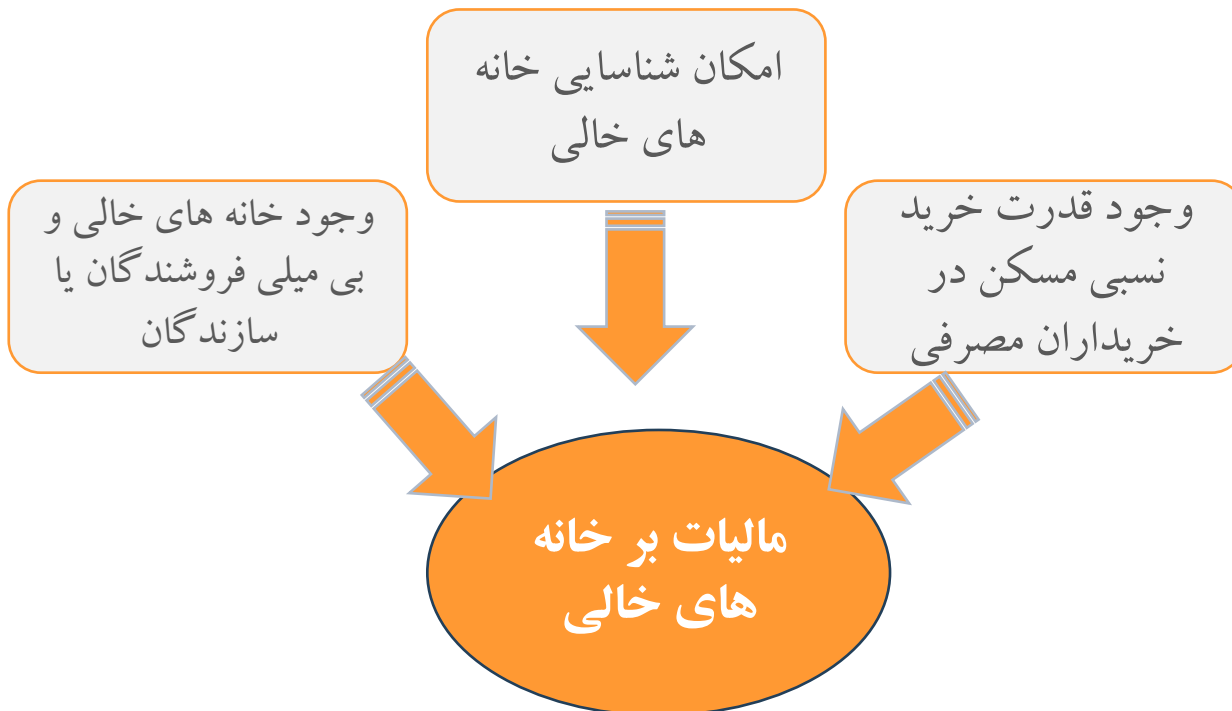 امکان شناسایی خانه
های خالی
وجود قدرت خرید
نسبی مسکن در
خریداران مصرفی
وجود خانه های خالی و
بی میلی فروشندگان یا
سازندگان
مالیات بر خانه
های خالی